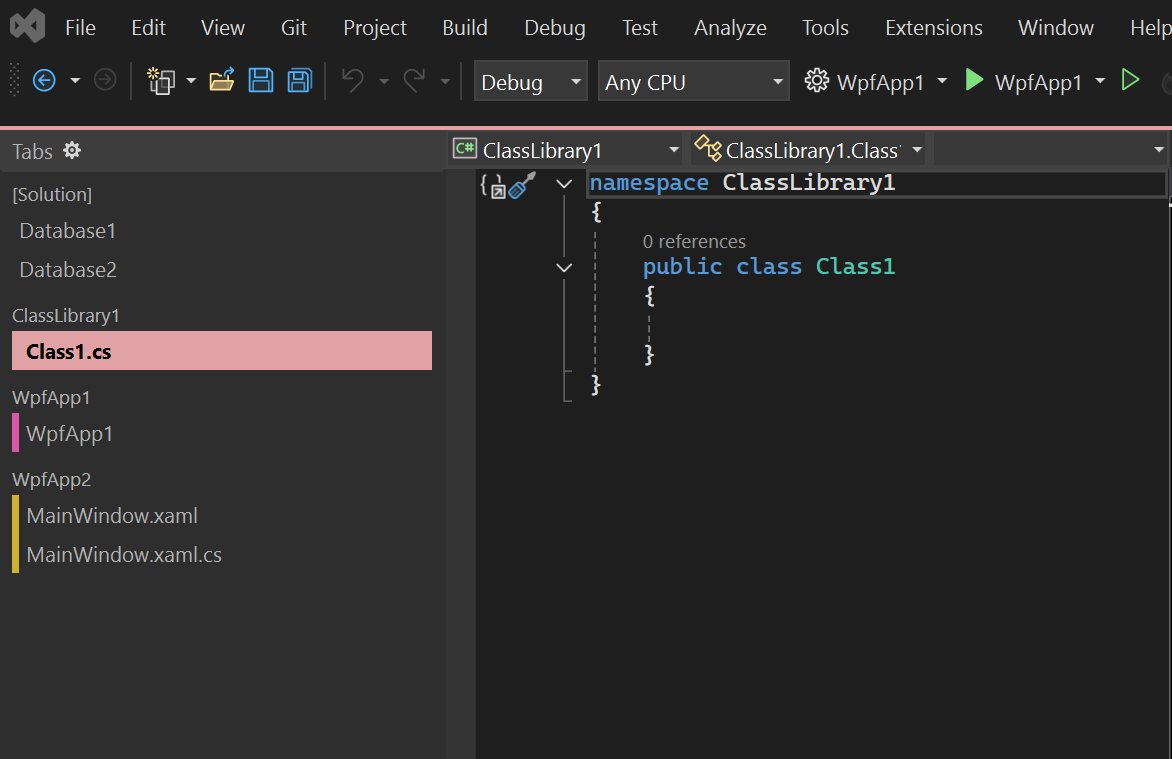 File Edit View Git Project Build Debug Test Analyze Tools Extensions Window Help
Debug Any CPU WpfApp1 WpfApp1
Tabs
[Solution]
Database1
Database2
ClassLibrary1
Class1.cs
WpfApp1
WpfApp1
WpfApp2
MainWindow.xaml
MainWindow.xaml.cs
C# ClassLibrary1 ClassLibrary1.Class
namespace ClassLibrary1
{
0 references
public class Class1
{
}
}